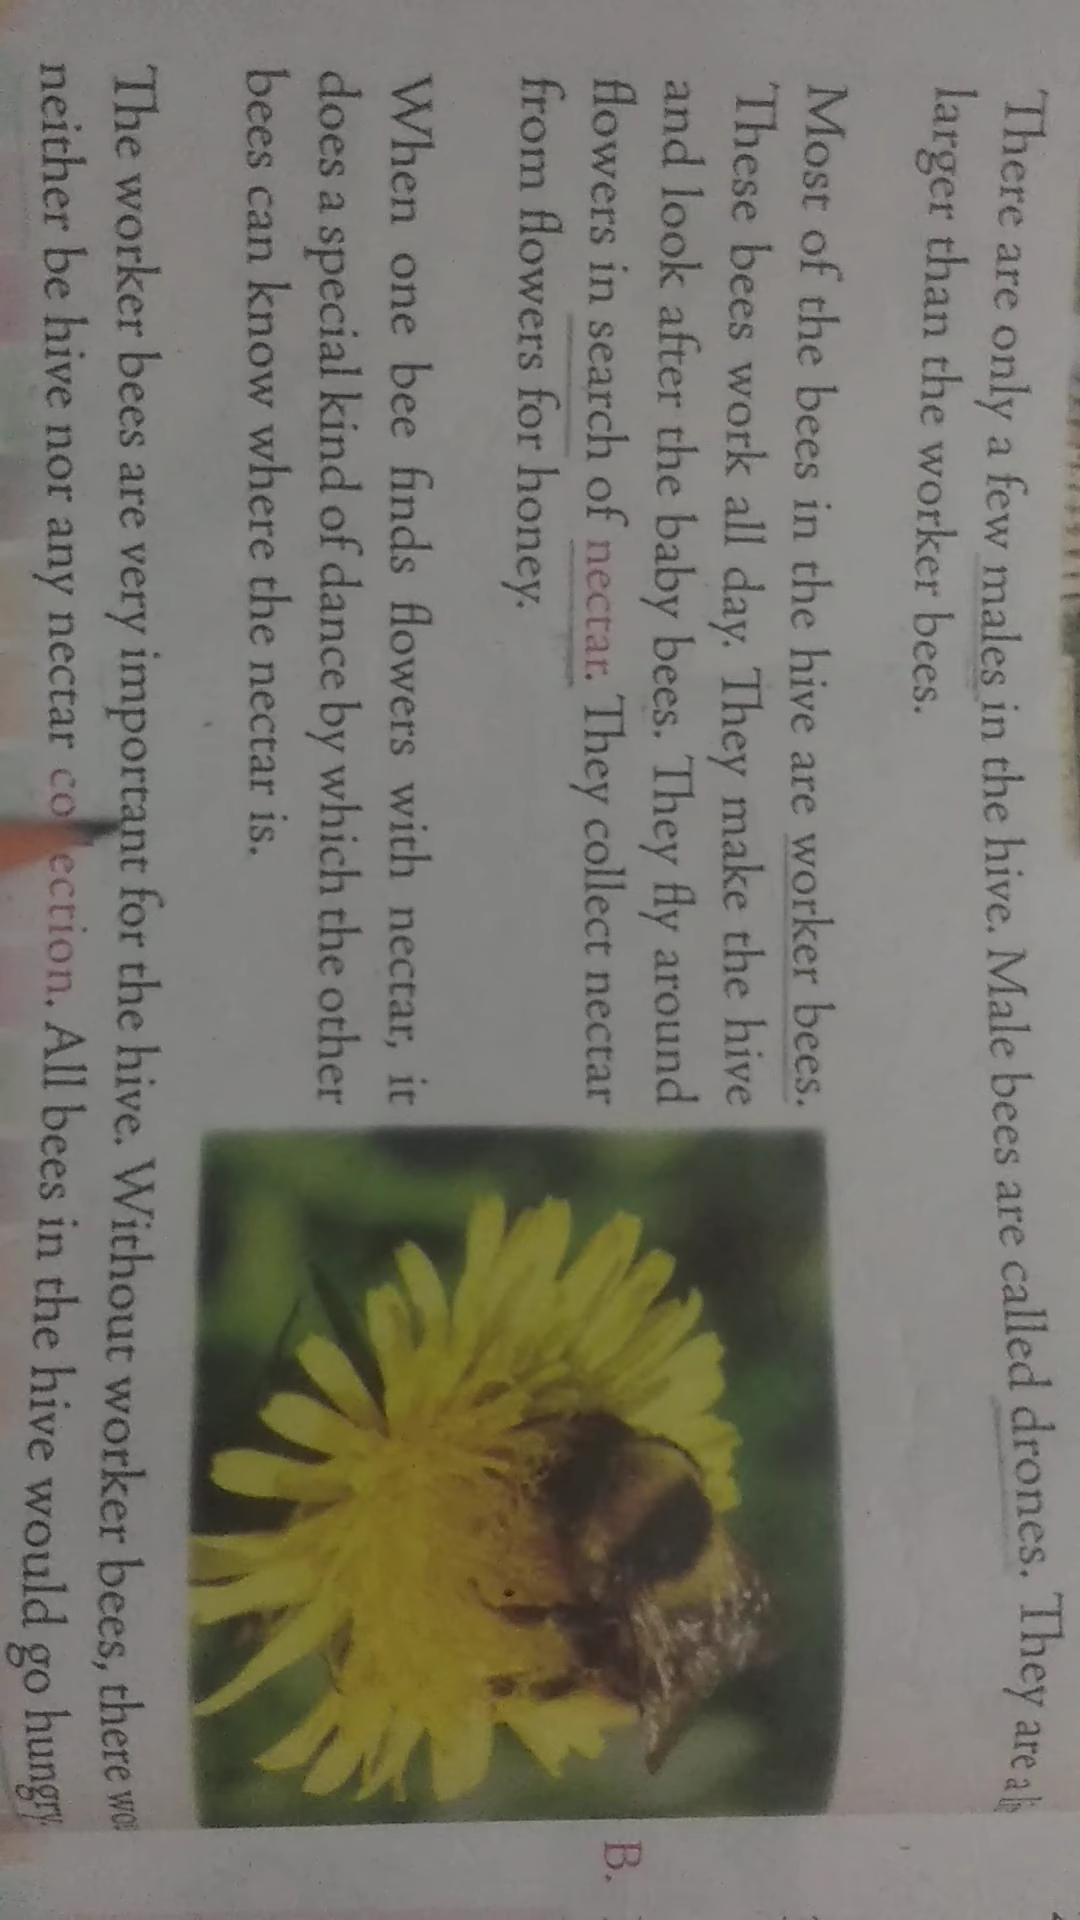 There are only a few males in the hive. Male bees are called drones. They are
larger than the worker bees.
Most of the bees in the hive are worker bees.
These bees work all day. They make the hive
and look after the baby bees. They fly around
flowers in search of nectar. They collect nectar
from flowers for honey.
When one bee finds flowers with nectar, it
does a special kind of dance by which the other
bees can know where the nectar is.
The worker bees are very important for the hive. Without worker bees, there
neither be hive nor any nectar collection. All bees in the hive would go hungry
B.